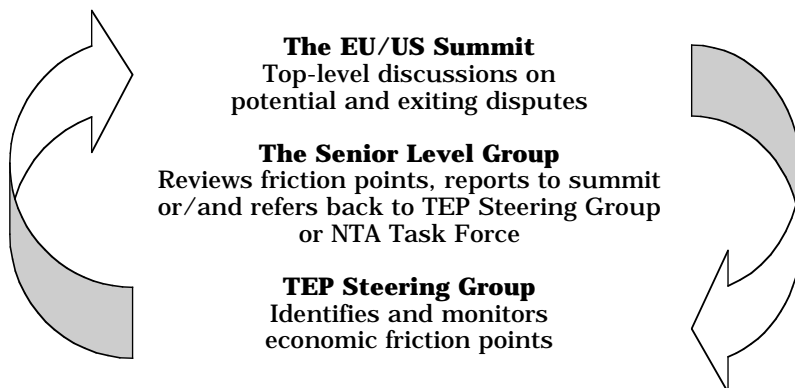 The EU/US Summit
Top-level discussions on
potential and exiting disputes
The Senior Level Group
Reviews friction points, reports to summit
or/and refers back to TEP Steering Group
or NTA Task Force
TEP Steering Group
Identifies and monitors
economic friction points